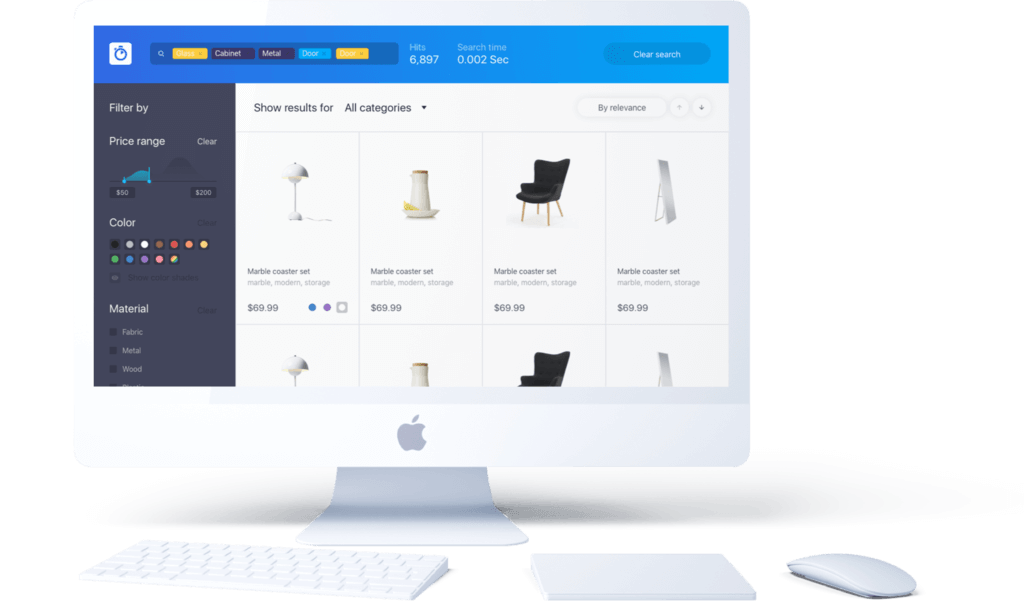 Glass × Cabinet Metal Door × Door ×
Hits
6,897
Search time
0.002 Sec
Clear search
Filter by
Price range Clear
$50 $200
Color Clear
Show color shades
Material Clear
Fabric
Metal
Wood
Plastic
Show results for All categories
By relevance
Marble coaster set
marble, modern, storage
$69.99
Marble coaster set
marble, modern, storage
$69.99
Marble coaster set
marble, modern, storage
$69.99
Marble coaster set
marble, modern, storage
$69.99